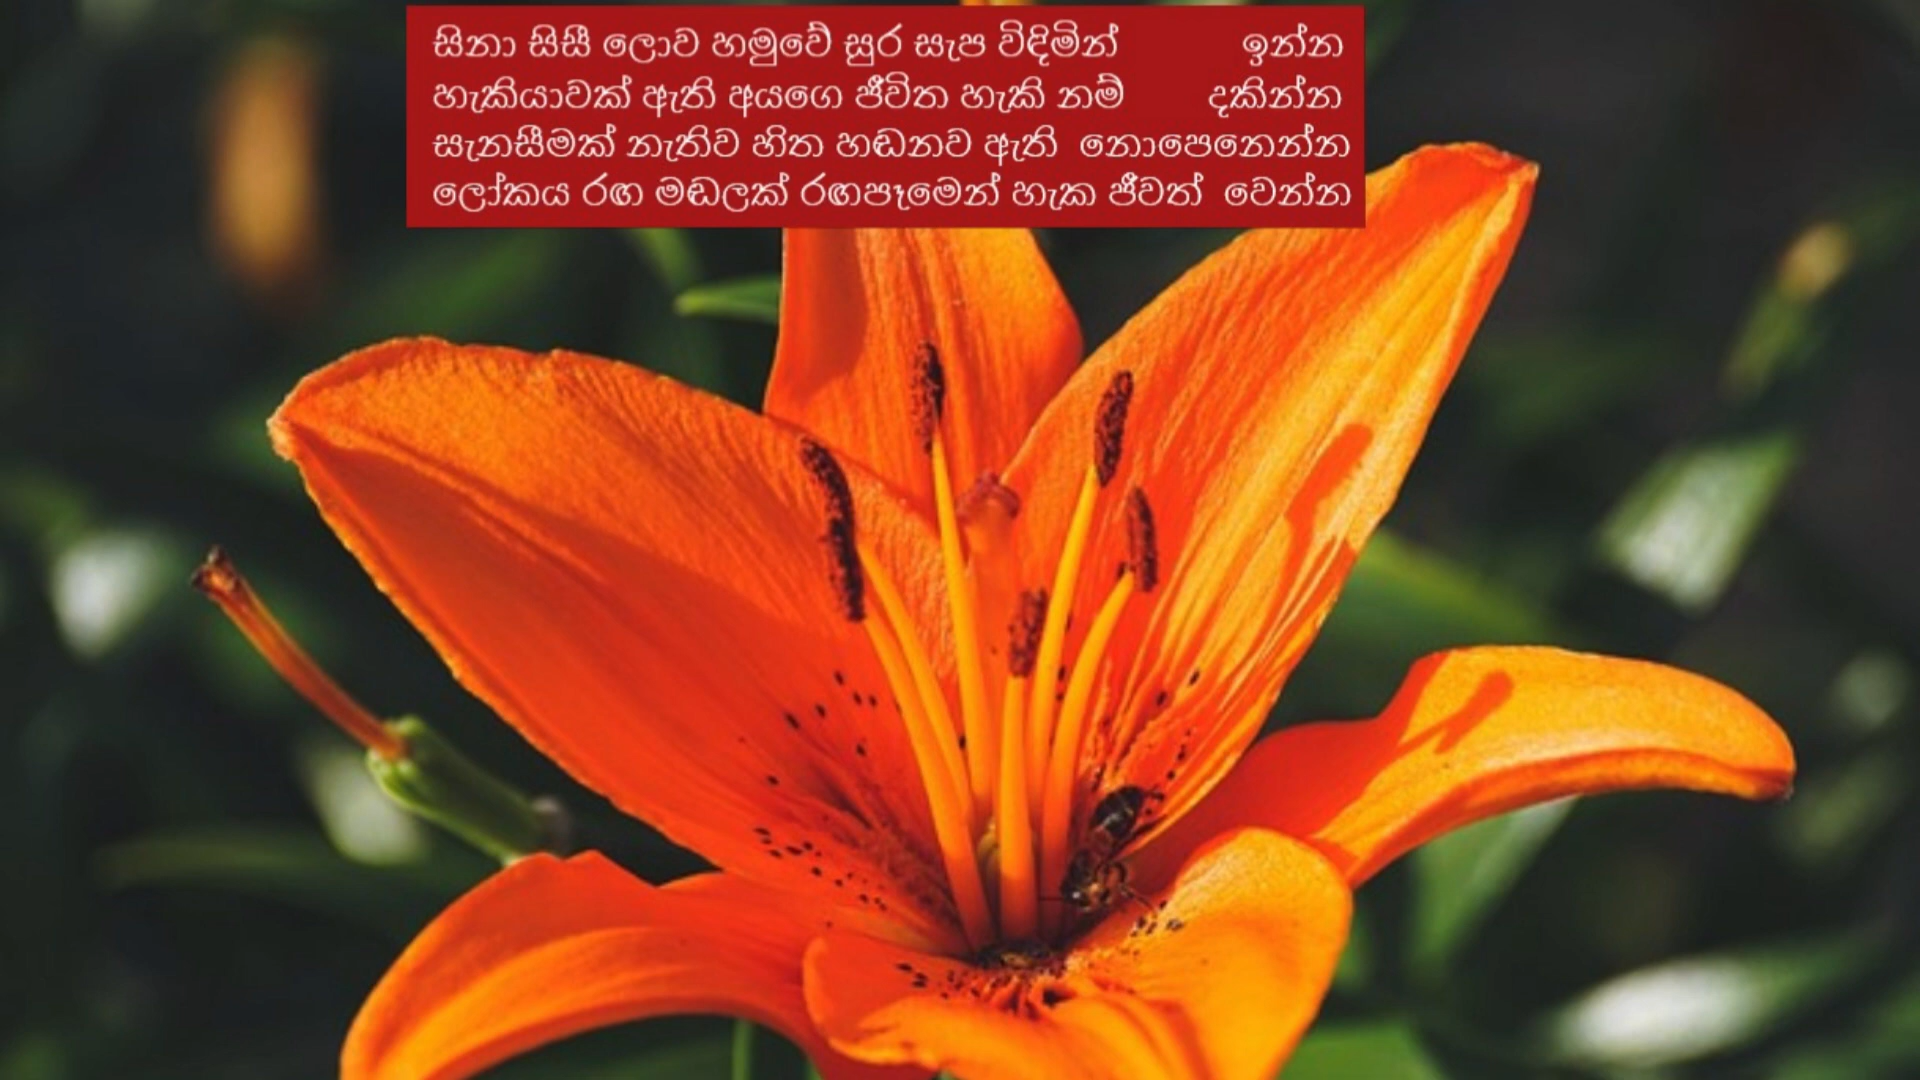 සිනා සිසී ලොව හමුවේ සුර සැප විඳිමින් ඉන්න
හැකියාවක් ඇති අයගෙ ජීවිත හැකි නම් දකින්න
සැනසීමක් නැතිව හිත හඬනව ඇති නොපෙනෙන්න
ලෝකය රඟ මඬලක් රඟපෑමෙන් හැක ජීවත් වෙන්න